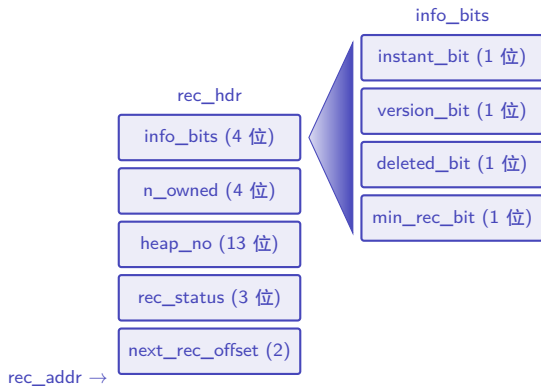 info_bits
instant_bit (1 位)
version_bit (1 位)
deleted_bit (1 位)
min_rec_bit (1 位)
rec_hdr
info_bits (4 位)
n_owned (4 位)
heap_no (13 位)
rec_status (3 位)
next_rec_offset (2)
rec_addr →